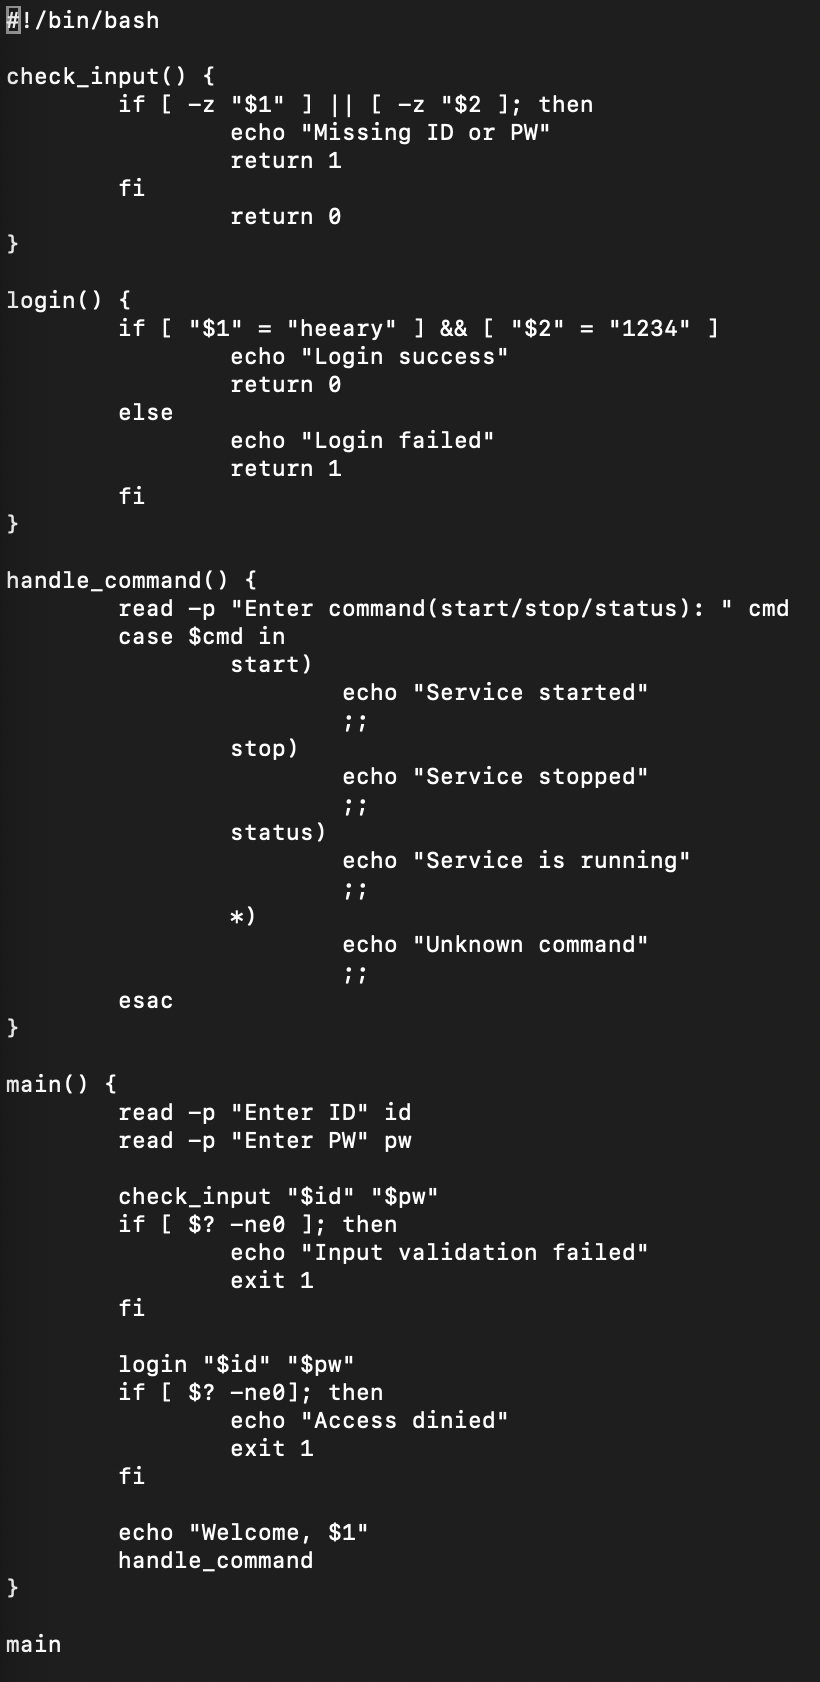 #!/bin/bash

check_input() {
        if [ -z "$1" ] || [ -z "$2 ]; then
                echo "Missing ID or PW"
                return 1
        fi
                return 0
}

login() {
        if [ "$1" = "heeary" ] && [ "$2" = "1234" ]
                echo "Login success"
                return 0
        else
                echo "Login failed"
                return 1
        fi
}

handle_command() {
        read -p "Enter command(start/stop/status): " cmd
        case $cmd in
                start)
                        echo "Service started"
                        ;;
                stop)
                        echo "Service stopped"
                        ;;
                status)
                        echo "Service is running"
                        ;;
                *)
                        echo "Unknown command"
                        ;;
        esac
}

main() {
        read -p "Enter ID" id
        read -p "Enter PW" pw

        check_input "$id" "$pw"
        if [ $? -ne0 ]; then
                echo "Input validation failed"
                exit 1
        fi

        login "$id" "$pw"
        if [ $? -ne0]; then
                echo "Access dinied"
                exit 1
        fi

        echo "Welcome, $1"
        handle_command
}

main